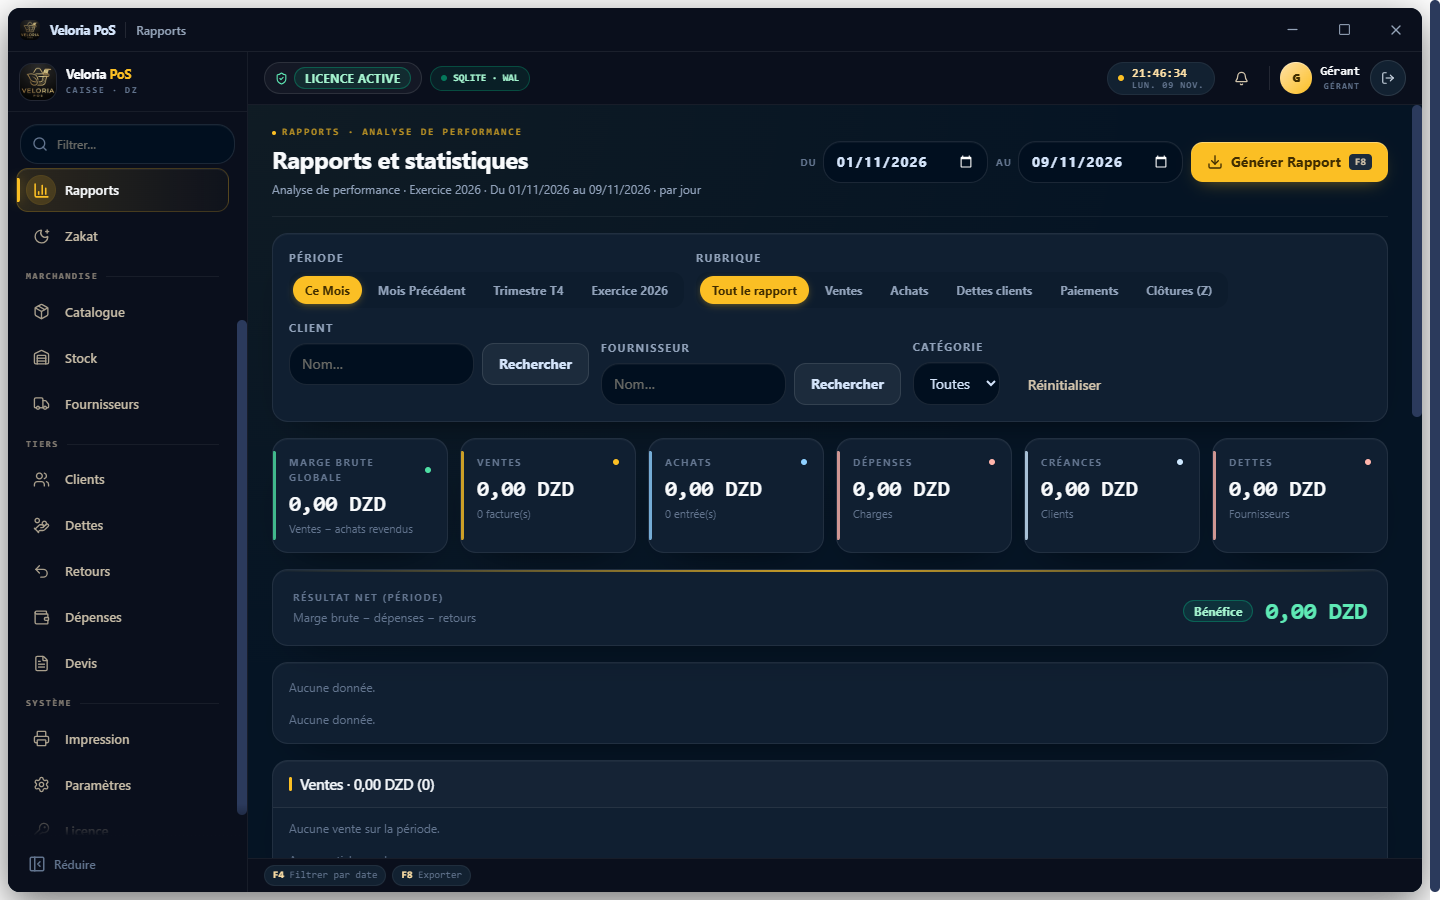 Veloria PoS
Rapports
Veloria PoS
CAISSE · DZ
LICENCE ACTIVE
SQLITE · WAL
21:46:34
LUN. 09 NOV.
G
Gérant
GÉRANT
Filtrer...
Rapports
Zakat
MARCHANDISE
Catalogue
Stock
Fournisseurs
TIERS
Clients
Dettes
Retours
Dépenses
Devis
SYSTÈME
Impression
Paramètres
Licence
Réduire
RAPPORTS · ANALYSE DE PERFORMANCE
Rapports et statistiques
Analyse de performance · Exercice 2026 · Du 01/11/2026 au 09/11/2026 · par jour
DU 01/11/2026 AU 09/11/2026
Générer Rapport F8
PÉRIODE
Ce Mois Mois Précédent Trimestre T4 Exercice 2026
RUBRIQUE
Tout le rapport Ventes Achats Dettes clients Paiements Clôtures (Z)
CLIENT
Nom... Rechercher
FOURNISSEUR
Nom... Rechercher
CATÉGORIE
Toutes
Réinitialiser
MARGE BRUTE
GLOBALE
0,00 DZD
Ventes – achats revendus
VENTES
0,00 DZD
0 facture(s)
ACHATS
0,00 DZD
0 entrée(s)
DÉPENSES
0,00 DZD
Charges
CRÉANCES
0,00 DZD
Clients
DETTES
0,00 DZD
Fournisseurs
RÉSULTAT NET (PÉRIODE)
Marge brute – dépenses – retours
Bénéfice 0,00 DZD
Aucune donnée.
Aucune donnée.
Ventes · 0,00 DZD (0)
Aucune vente sur la période.
F4 Filtrer par date F8 Exporter